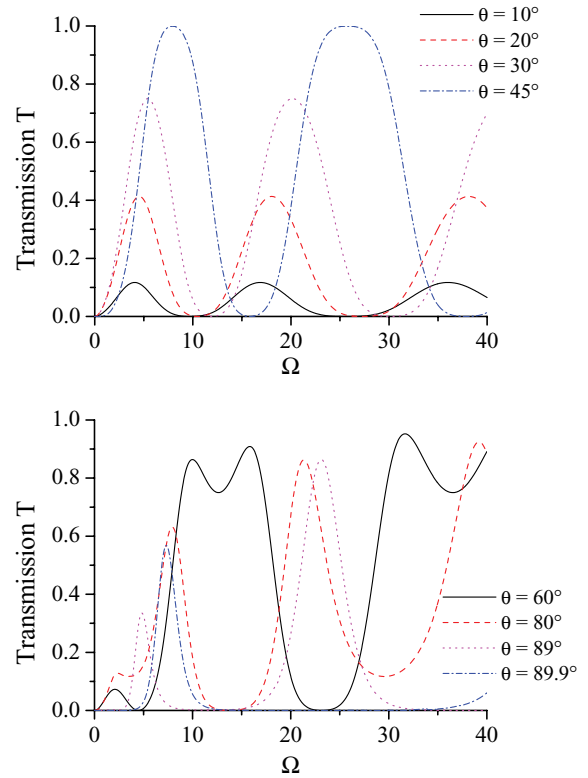 1.0
0.8
0.6
0.4
0.2
0.0
Transmission T
θ = 10°
θ = 20°
θ = 30°
θ = 45°
0 10 20 30 40
Ω
1.0
0.8
0.6
0.4
0.2
0.0
Transmission T
θ = 60°
θ = 80°
θ = 89°
θ = 89.9°
0 10 20 30 40
Ω